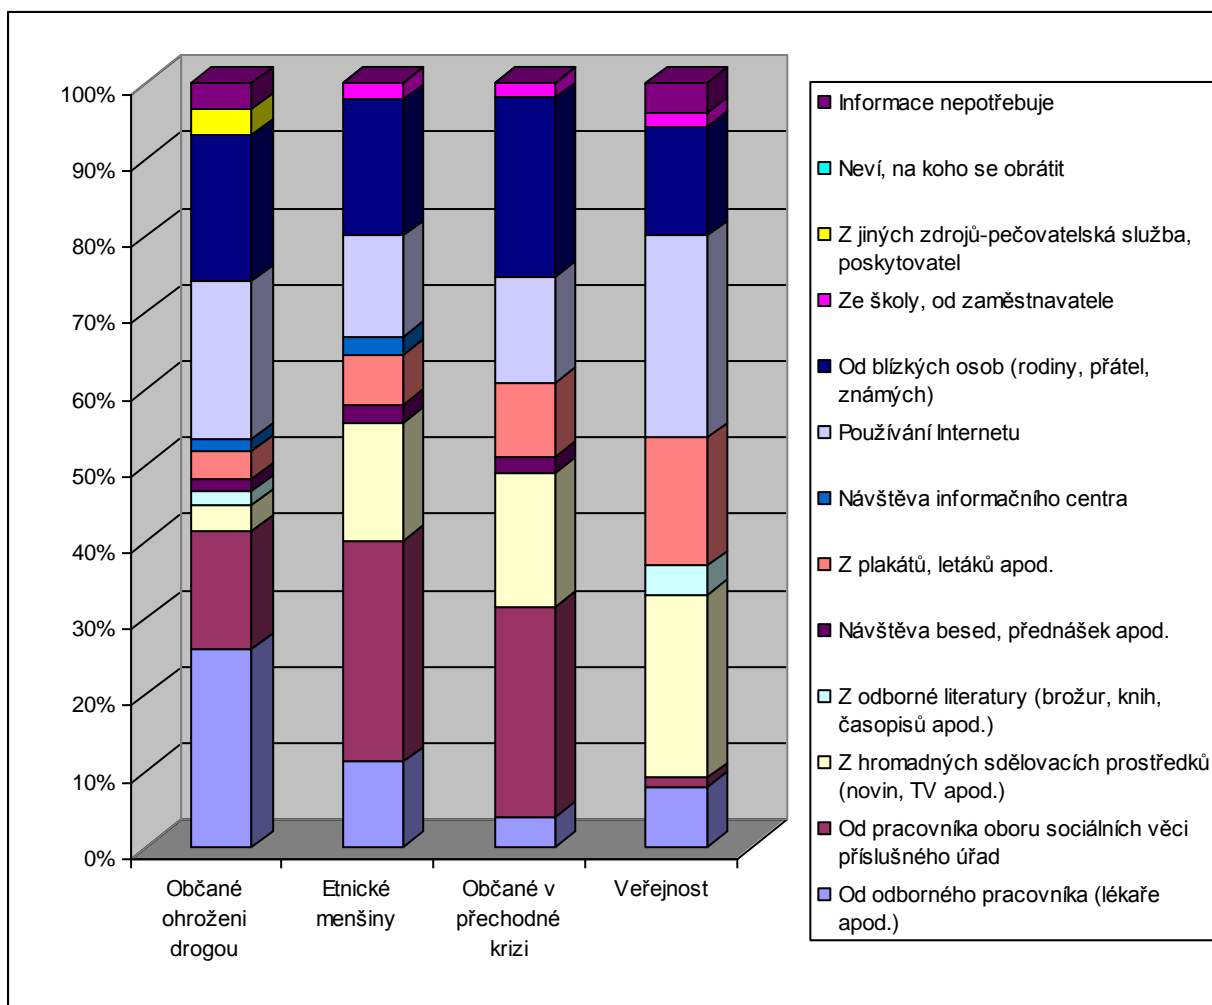 100%
90%
80%
70%
60%
50%
40%
30%
20%
10%
0%
Občané
ohroženi
drogou
Etnické
menšiny
Občané v
přechodné
krizi
Veřejnost
Informace nepotřebuje
Neví, na koho se obrátit
Z jiných zdrojů-pečovatelská služba,
poskytovatel
Ze školy, od zaměstnavatele
Od blízkých osob (rodiny, přátel,
známých)
Používání Internetu
Návštěva informačního centra
Z plakátů, letáků apod.
Návštěva besed, přednášek apod.
Z odborné literatury (brožur, knih,
časopisů apod.)
Z hromadných sdělovacích prostředků
(novin, TV apod.)
Od pracovníka oboru sociálních věci
příslušného úřad
Od odborného pracovníka (lékaře
apod.)